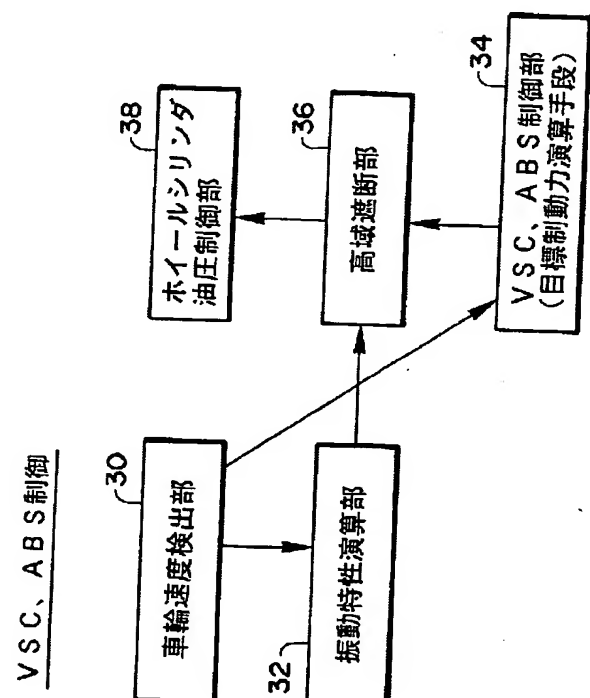 VSC、ABS制御
30
車輪速度検出部
32
振動特性演算部
38
ホイールシリンダ
油圧制御部
36
高域遮断部
34
VSC、ABS制御部
(目標制動力演算手段)